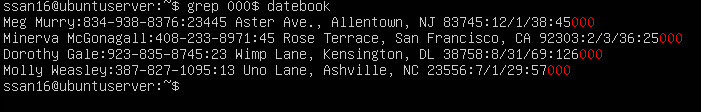 ssan16@ubuntuserver:~$ grep 000$ datebook
Meg Murry:834-938-8376:23445 Aster Ave., Allentown, NJ 83745:12/1/38:45000
Minerva McGonagall:408-233-8971:45 Rose Terrace, San Francisco, CA 92303:2/3/36:25000
Dorothy Gale:923-835-8745:23 Wimp Lane, Kensington, DL 38758:8/31/69:126000
Molly Weasley:387-827-1095:13 Uno Lane, Ashville, NC 23556:7/1/29:57000
ssan16@ubuntuserver:~$